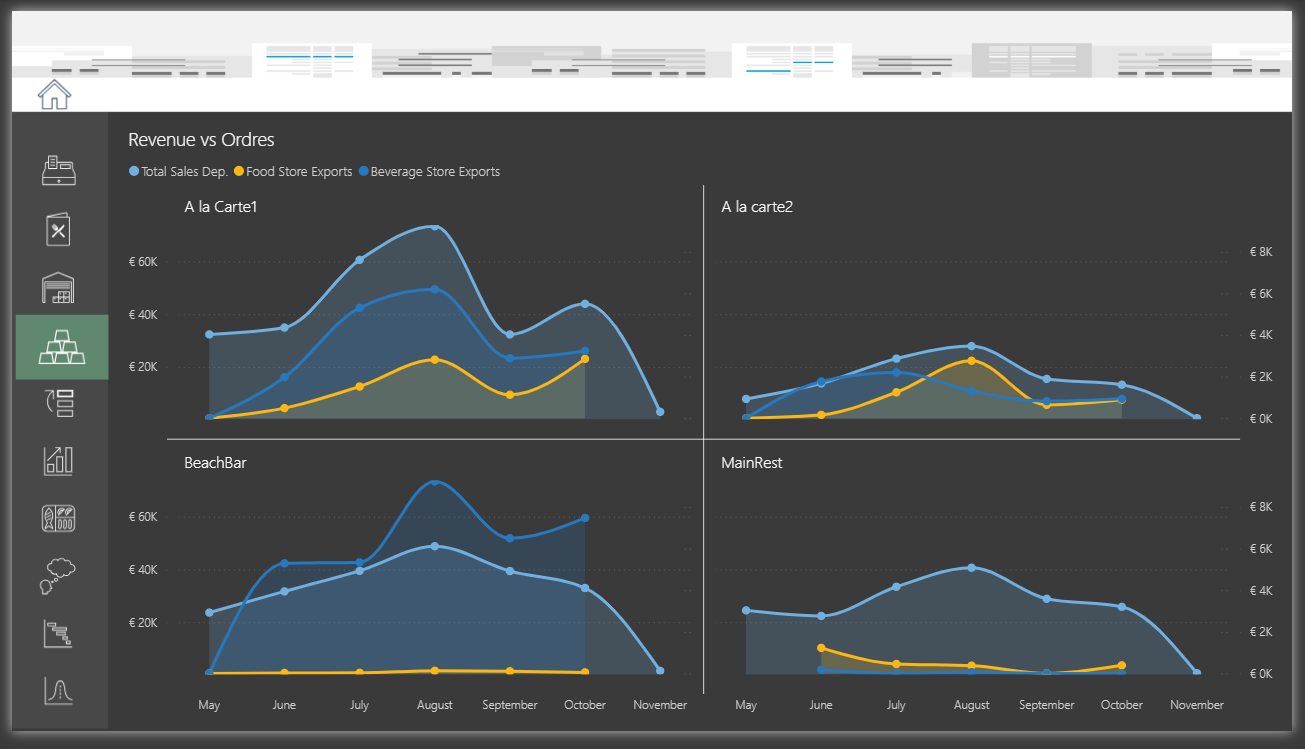 Revenue vs Ordres
Total Sales Dep. Food Store Exports Beverage Store Exports
A la Carte1
A la carte2
€ 60K
€ 40K
€ 20K
€ 8K
€ 6K
€ 4K
€ 2K
€ 0K
BeachBar
MainRest
€ 60K
€ 40K
€ 20K
€ 8K
€ 6K
€ 4K
€ 2K
€ 0K
May June July August September October November
May June July August September October November